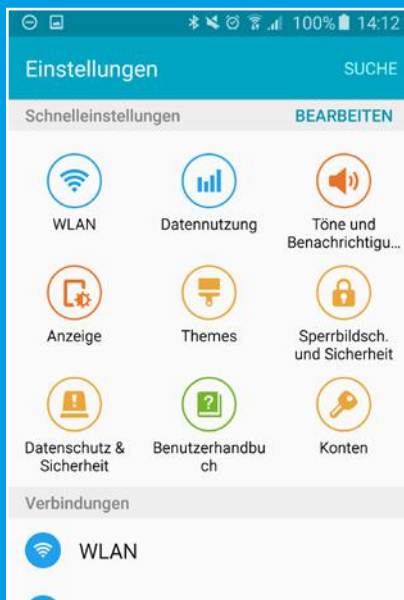 100% 14:12
Einstellungen SUCHE
Schnelleinstellungen BEARBEITEN
WLAN Datennutzung Töne und
Benachrichtigu...
Anzeige Themes Sperrbildsch.
und Sicherheit
Datenschutz & Benutzerhandbu Konten
Sicherheit ch
Verbindungen
WLAN